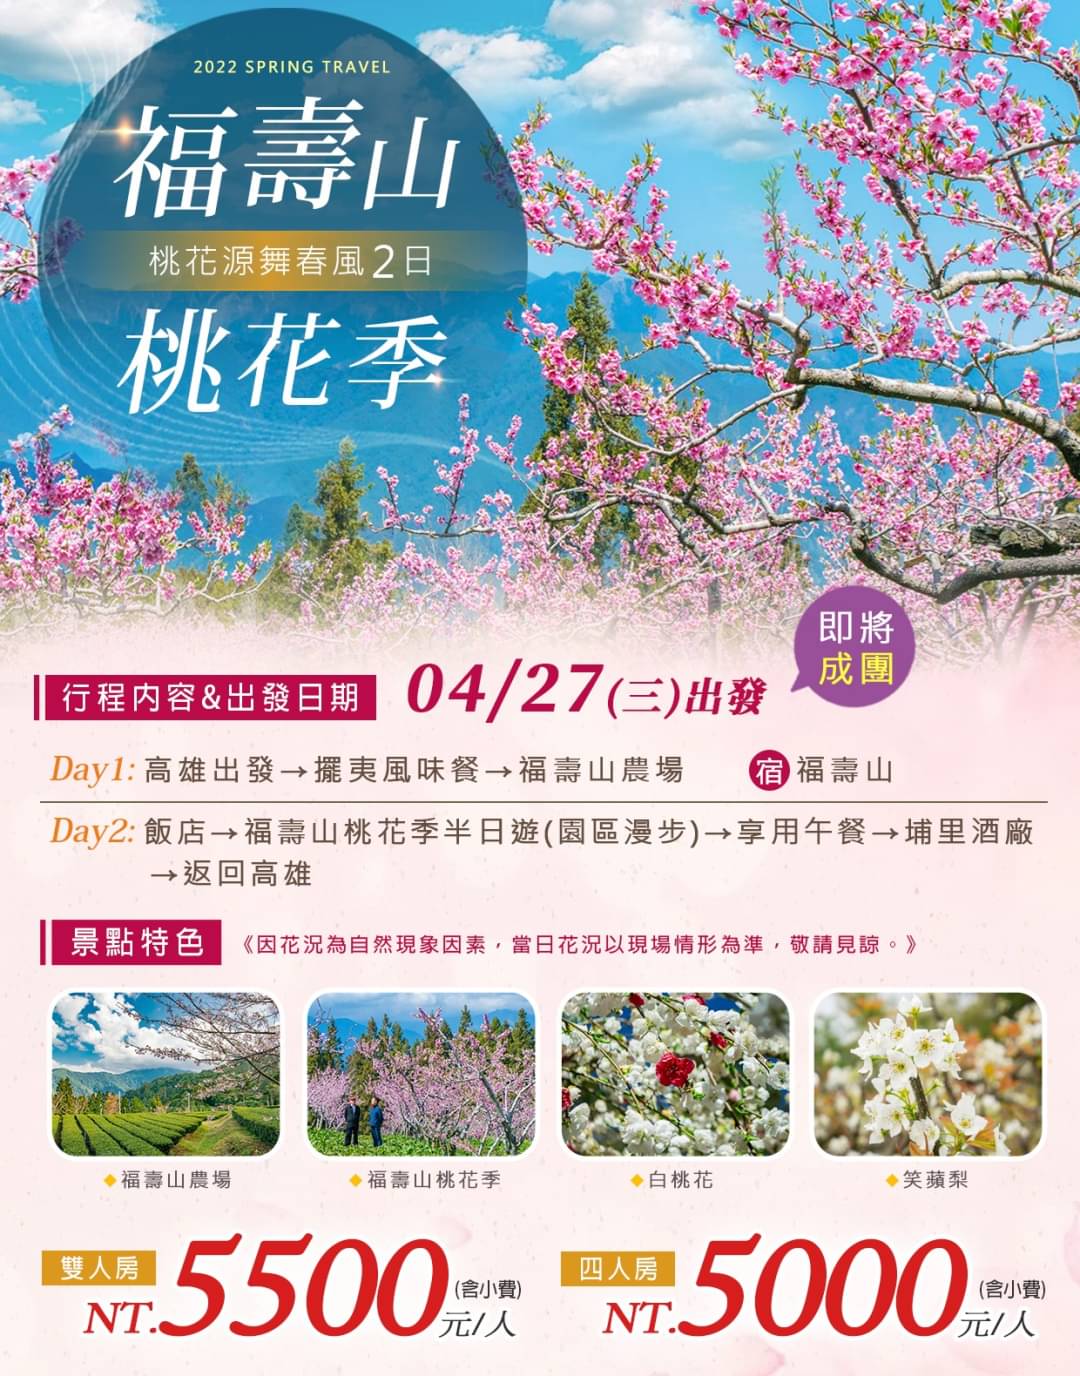 2022 SPRING TRAVEL
福壽山
桃花源舞春風2日
桃花季
即將
成團
行程內容&出發日期
04/27(三)出發
Day1: 高雄出發→擺夷風味餐→福壽山農場 宿 福壽山
Day2: 飯店→福壽山桃花季半日遊(園區漫步)→享用午餐→埔里酒廠
→返回高雄
景點特色 《因花況為自然現象因素，當日花況以現場情形為準，敬請見諒。》
◆福壽山農場
◆福壽山桃花季
◆白桃花
◆笑蘋梨
雙人房
NT.5500
(含小費)
元/人
四人房
NT.5000
(含小費)
元/人